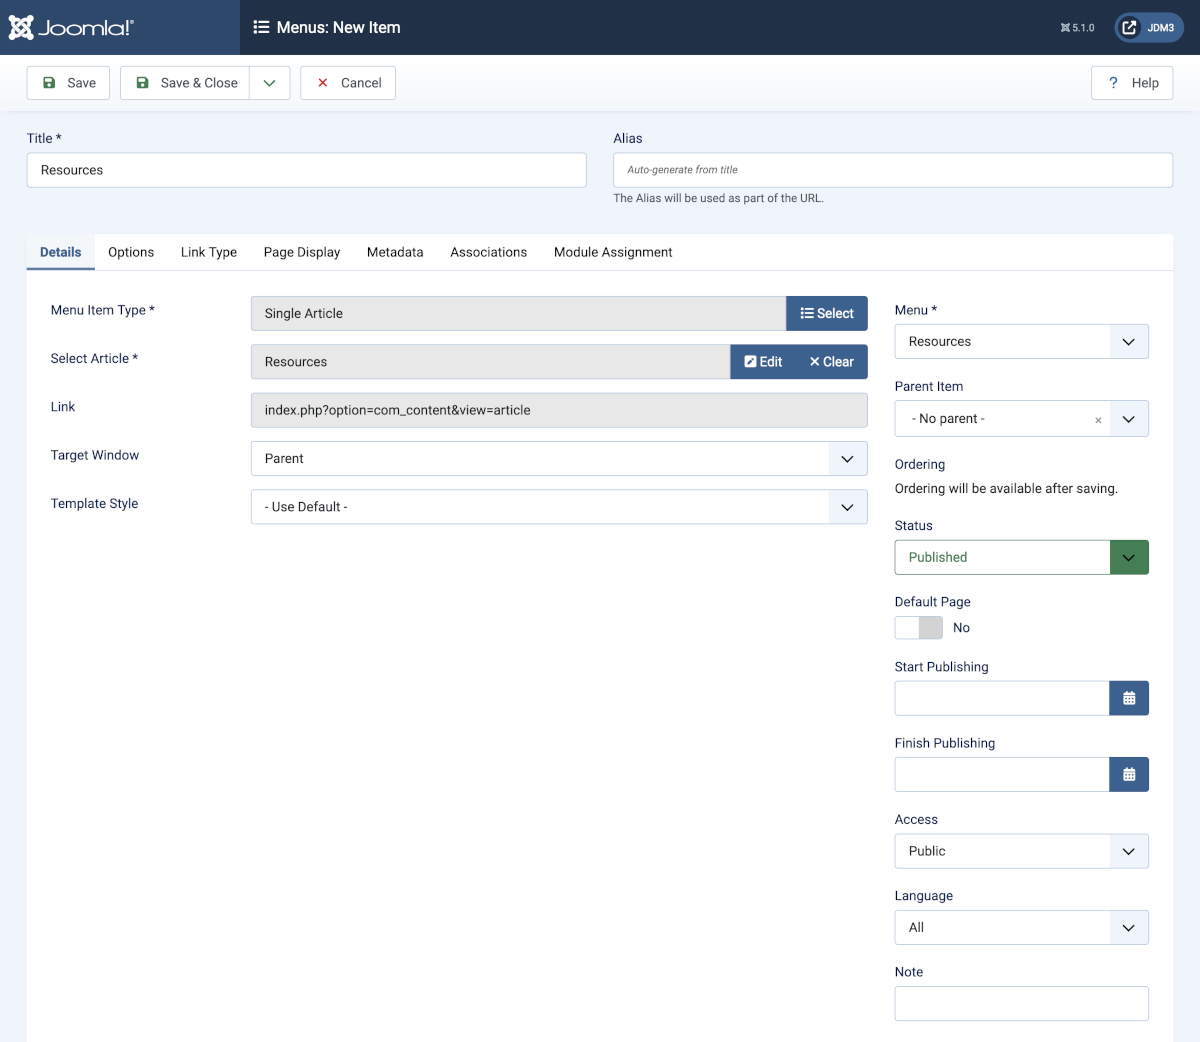 Joomla!®
Menus: New Item
5.1.0
JDM3
Save
Save & Close
Cancel
? Help
Title *
Resources
Alias
Auto-generate from title
The Alias will be used as part of the URL.
Details Options Link Type Page Display Metadata Associations Module Assignment
Menu Item Type *
Single Article
Select
Select Article *
Resources
Edit
Clear
Link
index.php?option=com_content&view=article
Target Window
Parent
Template Style
- Use Default -
Menu *
Resources
Parent Item
- No parent -
×
Ordering
Ordering will be available after saving.
Status
Published
Default Page
No
Start Publishing
Finish Publishing
Access
Public
Language
All
Note